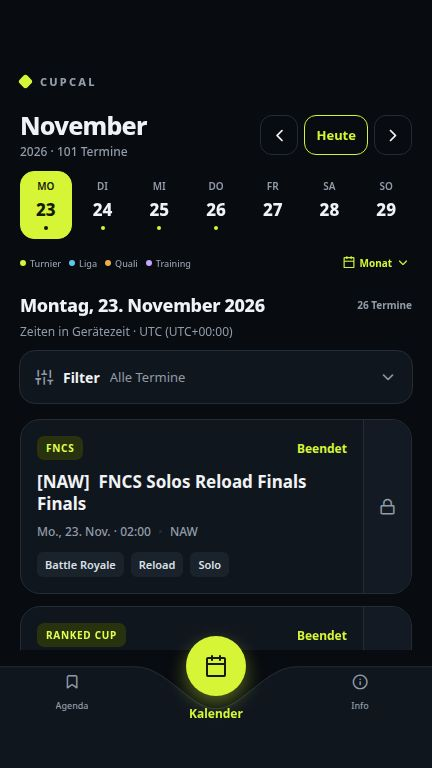 CUPCAL
November
2026 · 101 Termine
Heute
MO DI MI DO FR SA SO
23 24 25 26 27 28 29
Turnier Liga Quali Training
Monat
Montag, 23. November 2026
26 Termine
Zeiten in Gerätezeit · UTC (UTC+00:00)
Filter Alle Termine
FNCS
Beendet
[NAW] FNCS Solos Reload Finals
Finals
Mo., 23. Nov. · 02:00 · NAW
Battle Royale Reload Solo
RANKED CUP
Beendet
Agenda
Kalender
Info